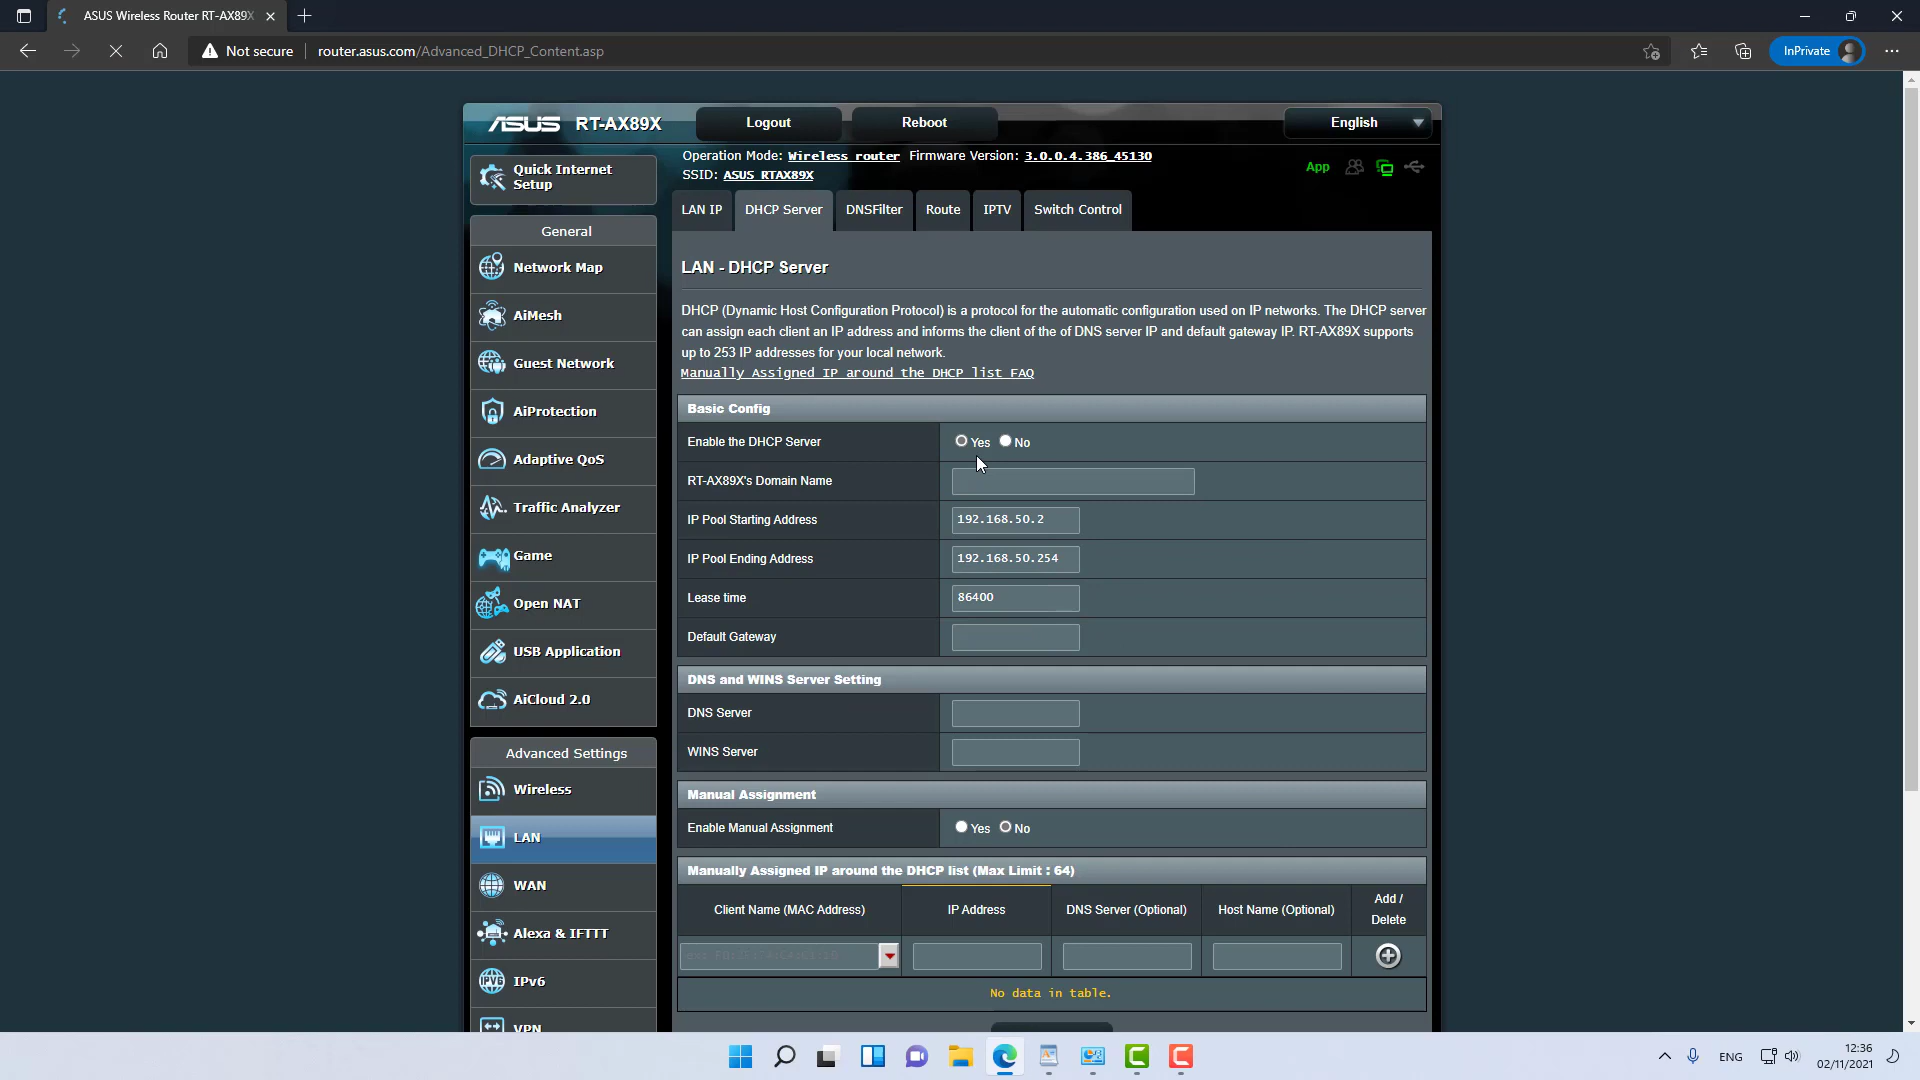 ASUS Wireless Router RT-AX89X
Not secure
router.asus.com/Advanced_DHCP_Content.asp
InPrivate
ASUS RT-AX89X
Logout
Reboot
English
Operation Mode: Wireless router Firmware Version: 3.0.0.4.386_45130
SSID: ASUS_RTAX89X
App
Quick Internet
Setup
General
Network Map
AiMesh
Guest Network
AiProtection
Adaptive QoS
Traffic Analyzer
Game
Open NAT
USB Application
AiCloud 2.0
Advanced Settings
Wireless
LAN
WAN
Alexa & IFTTT
IPv6
VPN
LAN IP
DHCP Server
DNSFilter
Route
IPTV
Switch Control
LAN - DHCP Server
DHCP (Dynamic Host Configuration Protocol) is a protocol for the automatic configuration used on IP networks. The DHCP server
can assign each client an IP address and informs the client of the of DNS server IP and default gateway IP. RT-AX89X supports
up to 253 IP addresses for your local network.
Manually Assigned IP around the DHCP list FAQ
Basic Config
Enable the DHCP Server Yes No
RT-AX89X's Domain Name
IP Pool Starting Address 192.168.50.2
IP Pool Ending Address 192.168.50.254
Lease time 86400
Default Gateway
DNS and WINS Server Setting
DNS Server
WINS Server
Manual Assignment
Enable Manual Assignment Yes No
Manually Assigned IP around the DHCP list (Max Limit : 64)
Client Name (MAC Address) IP Address DNS Server (Optional) Host Name (Optional) Add /
Delete
No data in table.
ENG
12:36
02/11/2021